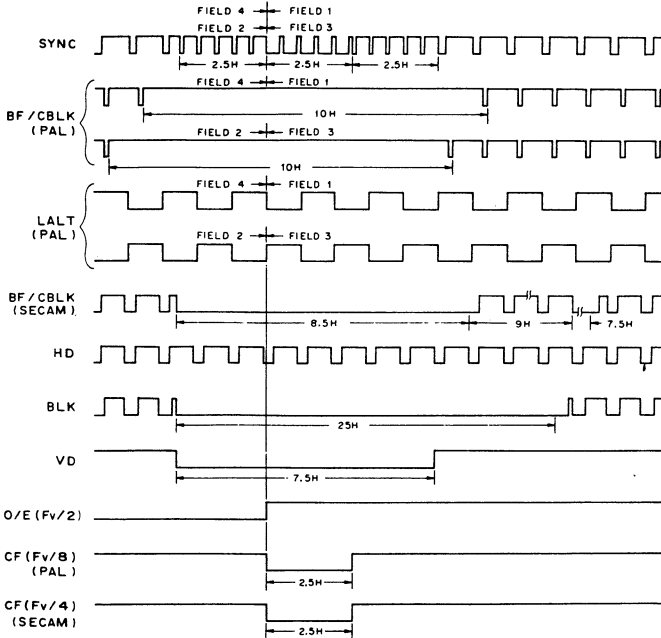 FIELD 4 FIELD 1
FIELD 2 FIELD 3
SYNC
2.5H 2.5H 2.5H
FIELD 4 FIELD 1
BF/CBLK
(PAL)
10H
FIELD 2 FIELD 3
10H
FIELD 4 FIELD 1
LALT
(PAL)
FIELD 2 FIELD 3
BF/CBLK
(SECAM)
8.5H 9H 7.5H
HD
BLK
25H
VD
7.5H
O/E (Fv/2)
CF(Fv/8)
(PAL)
2.5H
CF(Fv/4)
(SECAM)
2.5H